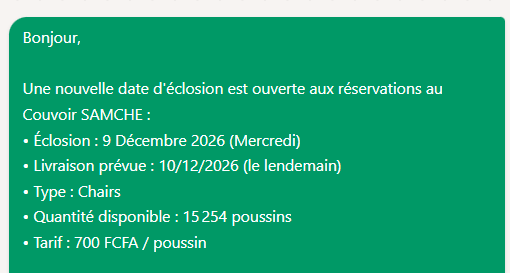 Bonjour,
Une nouvelle date d'éclosion est ouverte aux réservations au
Couvoir SAMCHE :
• Éclosion : 9 Décembre 2026 (Mercredi)
• Livraison prévue : 10/12/2026 (le lendemain)
• Type : Chairs
• Quantité disponible : 15 254 poussins
• Tarif : 700 FCFA / poussin